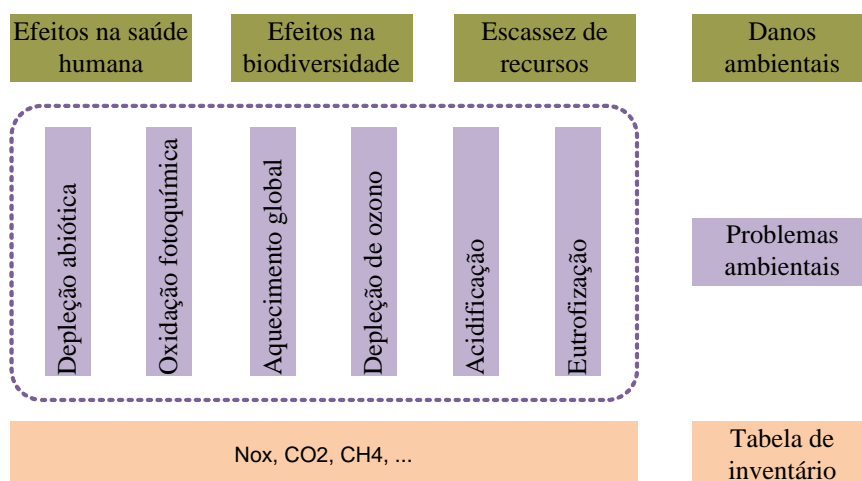 Efeitos na saúde
humana
Efeitos na
biodiversidade
Escassez de
recursos
Danos
ambientais
Depleção abiótica
Oxidação fotoquímica
Aquecimento global
Depleção de ozono
Acidificação
Eutrofização
Problemas
ambientais
Nox, CO2, CH4, ...
Tabela de
inventário